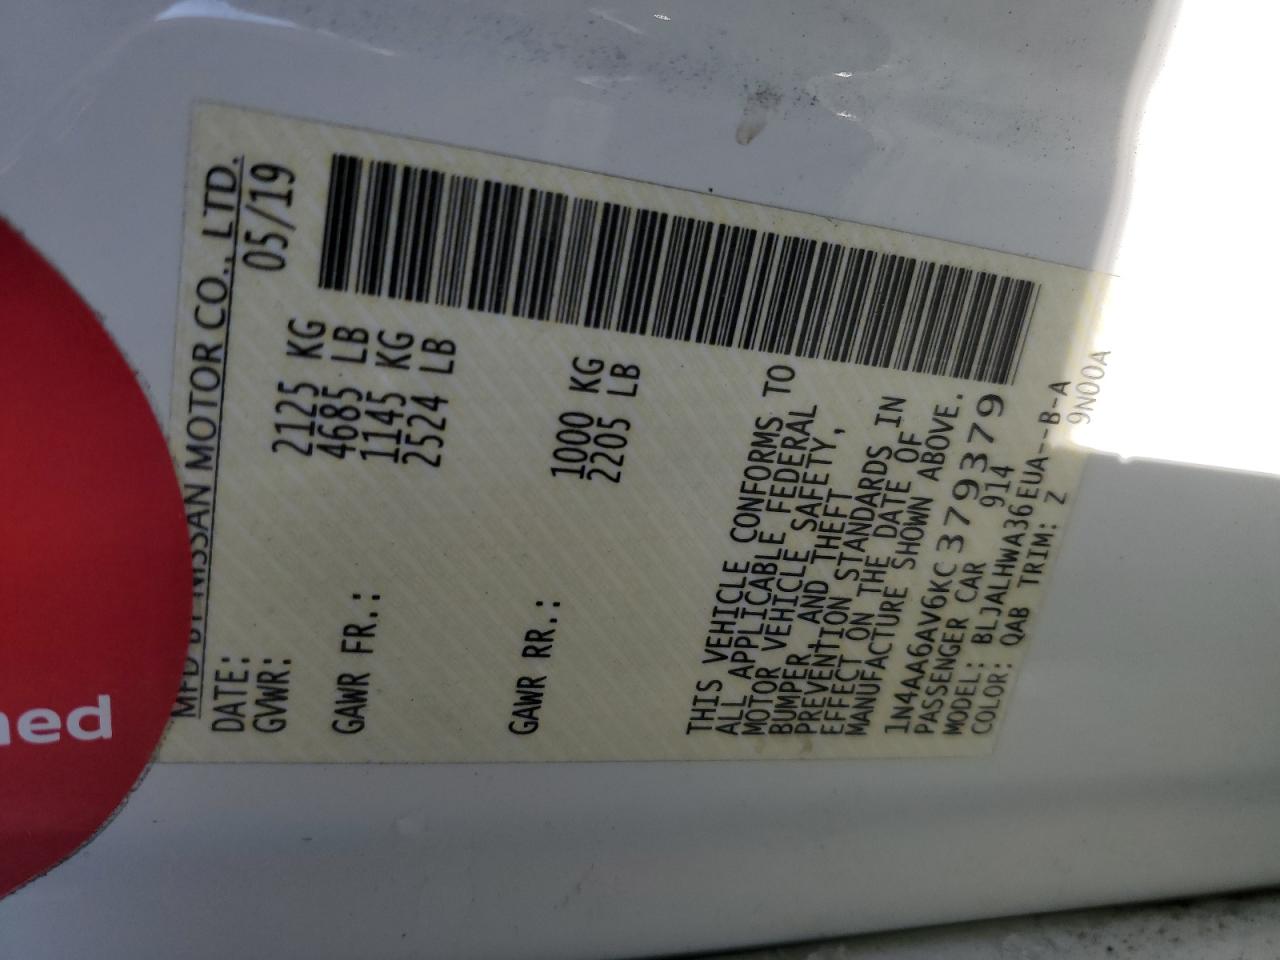 MFD BY NISSAN MOTOR CO., LTD.
DATE: 05/19
GVWR: 2125 KG
4685 LB
GAWR FR.: 1145 KG
2524 LB
GAWR RR.: 1000 KG
2205 LB
THIS VEHICLE CONFORMS TO
ALL APPLICABLE FEDERAL
MOTOR VEHICLE SAFETY,
BUMPER, AND THEFT
PREVENTION STANDARDS IN
EFFECT ON THE DATE OF
MANUFACTURE SHOWN ABOVE.
1N4AA6AV6KC379379
PASSENGER CAR 914
MODEL: BLJALHWA36EUA--B-A
COLOR: QAB TRIM: Z 9N00A
ned